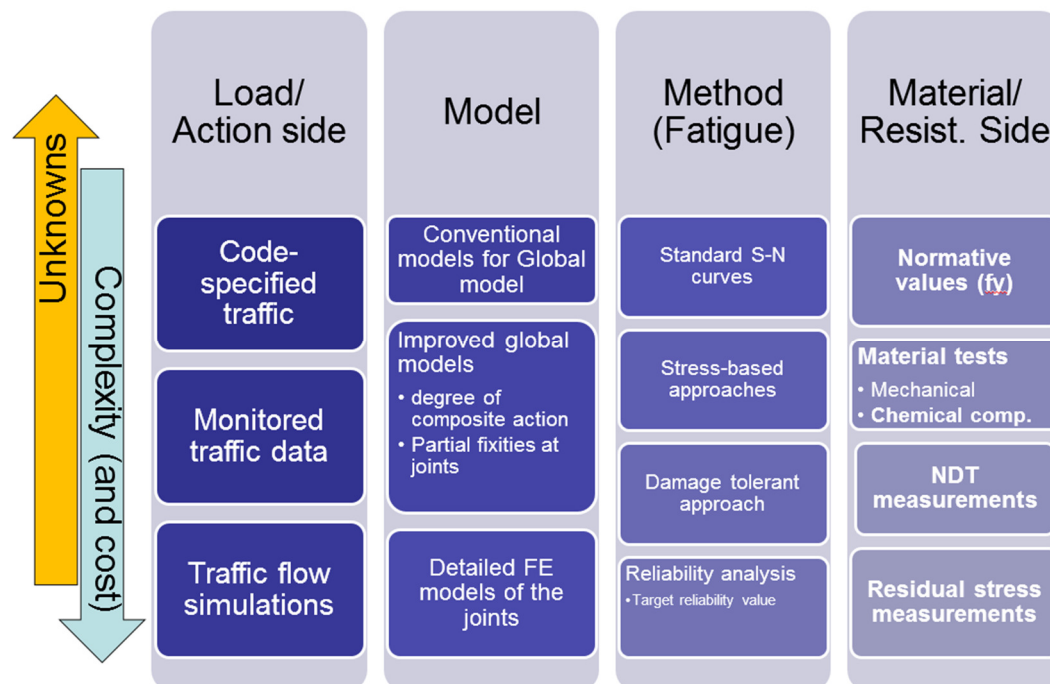 Unknowns
Complexity (and cost)
Load/
Action side
Code-
specified
traffic
Monitored
traffic data
Traffic flow
simulations
Model
Conventional
models for Global
model
Improved global
models
• degree of
composite action
• Partial fixities at
joints
Detailed FE
models of the
joints
Method
(Fatigue)
Standard S-N
curves
Stress-based
approaches
Damage tolerant
approach
Reliability analysis
•Target reliability value
Material/
Resist. Side
Normative
values (fy)
Material tests
• Mechanical
• Chemical comp.
NDT
measurements
Residual stress
measurements